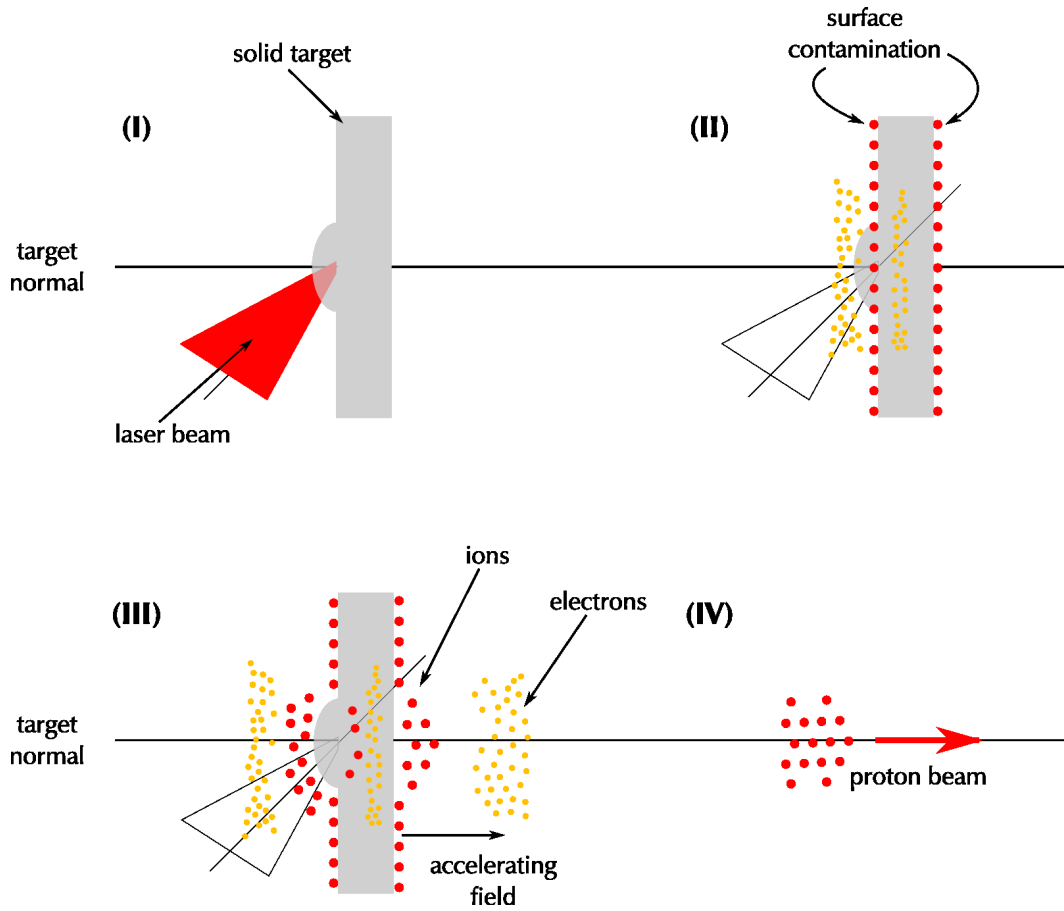 surface
contamination
solid target
(I)
(II)
target
normal
laser beam
ions
electrons
(III)
(IV)
target
normal
proton beam
accelerating
field